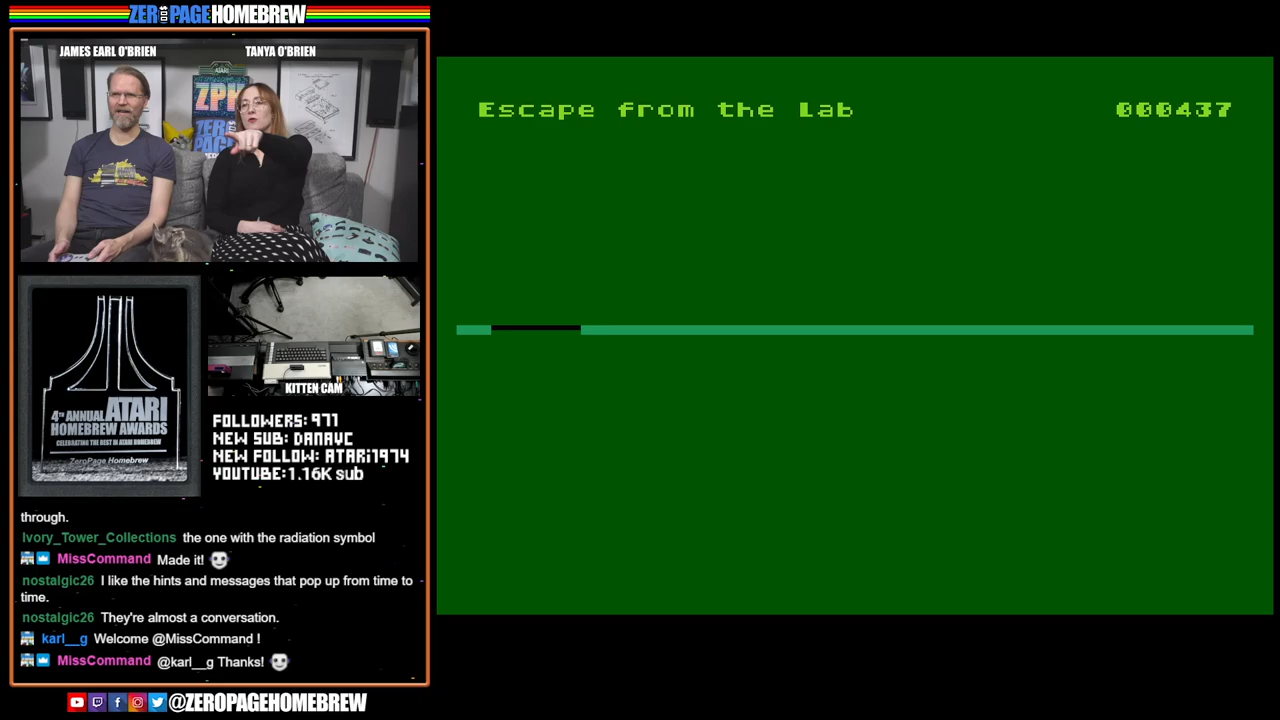 ZEROPAGE HOMEBREW
JAMES EARL O'BRIEN
TANYA O'BRIEN
ATARI
ZPH
ZERO
PAGE
Escape from the Lab
000437
4TH ANNUAL ATARI
HOMEBREW AWARDS
CELEBRATING THE BEST IN ATARI HOMEBREW
ZeroPage Homebrew
KITTEN CAM
FOLLOWERS: 971
NEW SUB: DANAYC
NEW FOLLOW: ATARI1974
YOUTUBE:1.16K sub
through.
Ivory_Tower_Collections the one with the radiation symbol
MissCommand Made it!
nostalgic26 I like the hints and messages that pop up from time to
time.
nostalgic26 They're almost a conversation.
karl__g Welcome @MissCommand !
MissCommand @karl__g Thanks!
@ZEROPAGEHOMEBREW